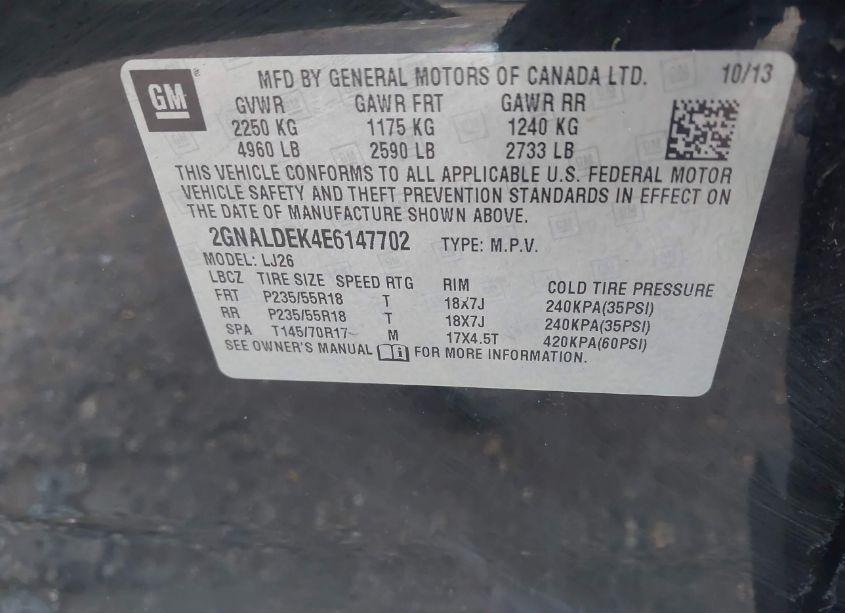 GM ® MFD BY GENERAL MOTORS OF CANADA LTD. 10/13
GVWR GAWR FRT GAWR RR
2250 KG 1175 KG 1240 KG
4960 LB 2590 LB 2733 LB
THIS VEHICLE CONFORMS TO ALL APPLICABLE U.S. FEDERAL MOTOR
VEHICLE SAFETY AND THEFT PREVENTION STANDARDS IN EFFECT ON
THE DATE OF MANUFACTURE SHOWN ABOVE.
2GNALDEK4E6147702 TYPE: M.P.V.
MODEL: LJ26
LBCZ TIRE SIZE SPEED RTG RIM COLD TIRE PRESSURE
FRT P235/55R18 T 18X7J 240KPA(35PSI)
RR P235/55R18 T 18X7J 240KPA(35PSI)
SPA T145/70R17 M 17X4.5T 420KPA(60PSI)
SEE OWNER'S MANUAL i FOR MORE INFORMATION.